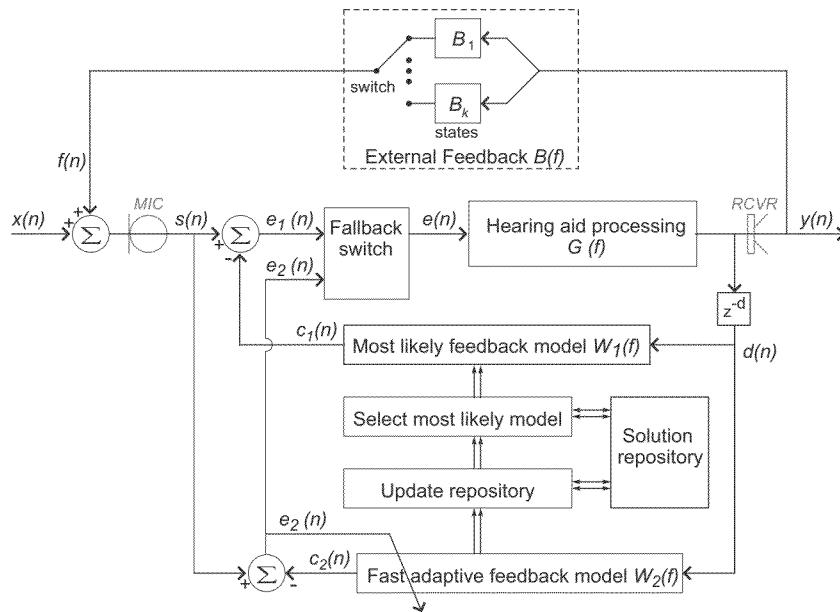 B1
switch
Bk
states
External Feedback B(f)
f(n)
+
x(n)
+
Σ
MIC
s(n)
+
-
Σ
e1(n)
e2(n)
Fallback
switch
e(n)
Hearing aid processing
G(f)
RCVR
y(n)
z-d
d(n)
c1(n)
Most likely feedback model W1(f)
Select most likely model
Solution
repository
Update repository
e2(n)
+
Σ
-
c2(n)
Fast adaptive feedback model W2(f)